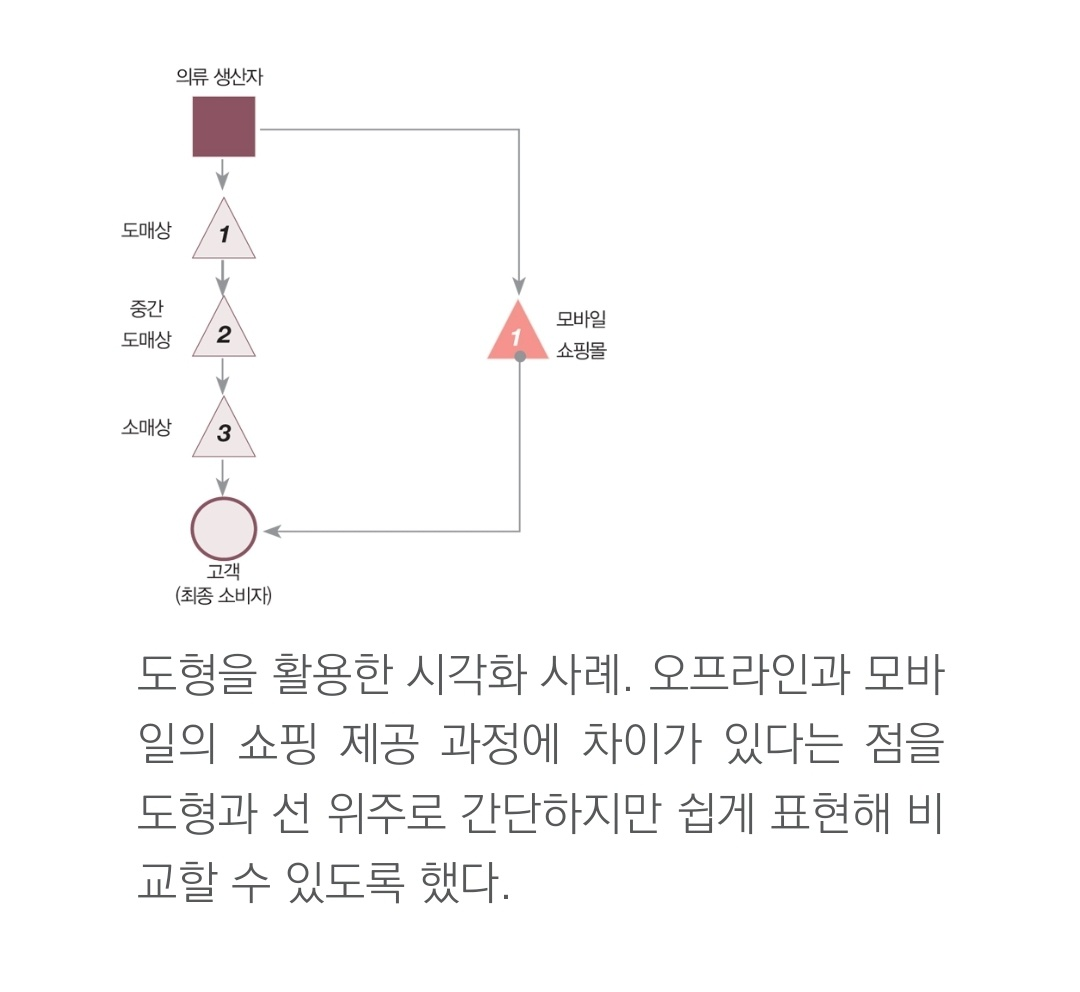 의류 생산자
도매상
1
중간
도매상
2
소매상
3
모바일
쇼핑몰
1
고객
(최종 소비자)
도형을 활용한 시각화 사례. 오프라인과 모바
일의 쇼핑 제공 과정에 차이가 있다는 점을
도형과 선 위주로 간단하지만 쉽게 표현해 비
교할 수 있도록 했다.